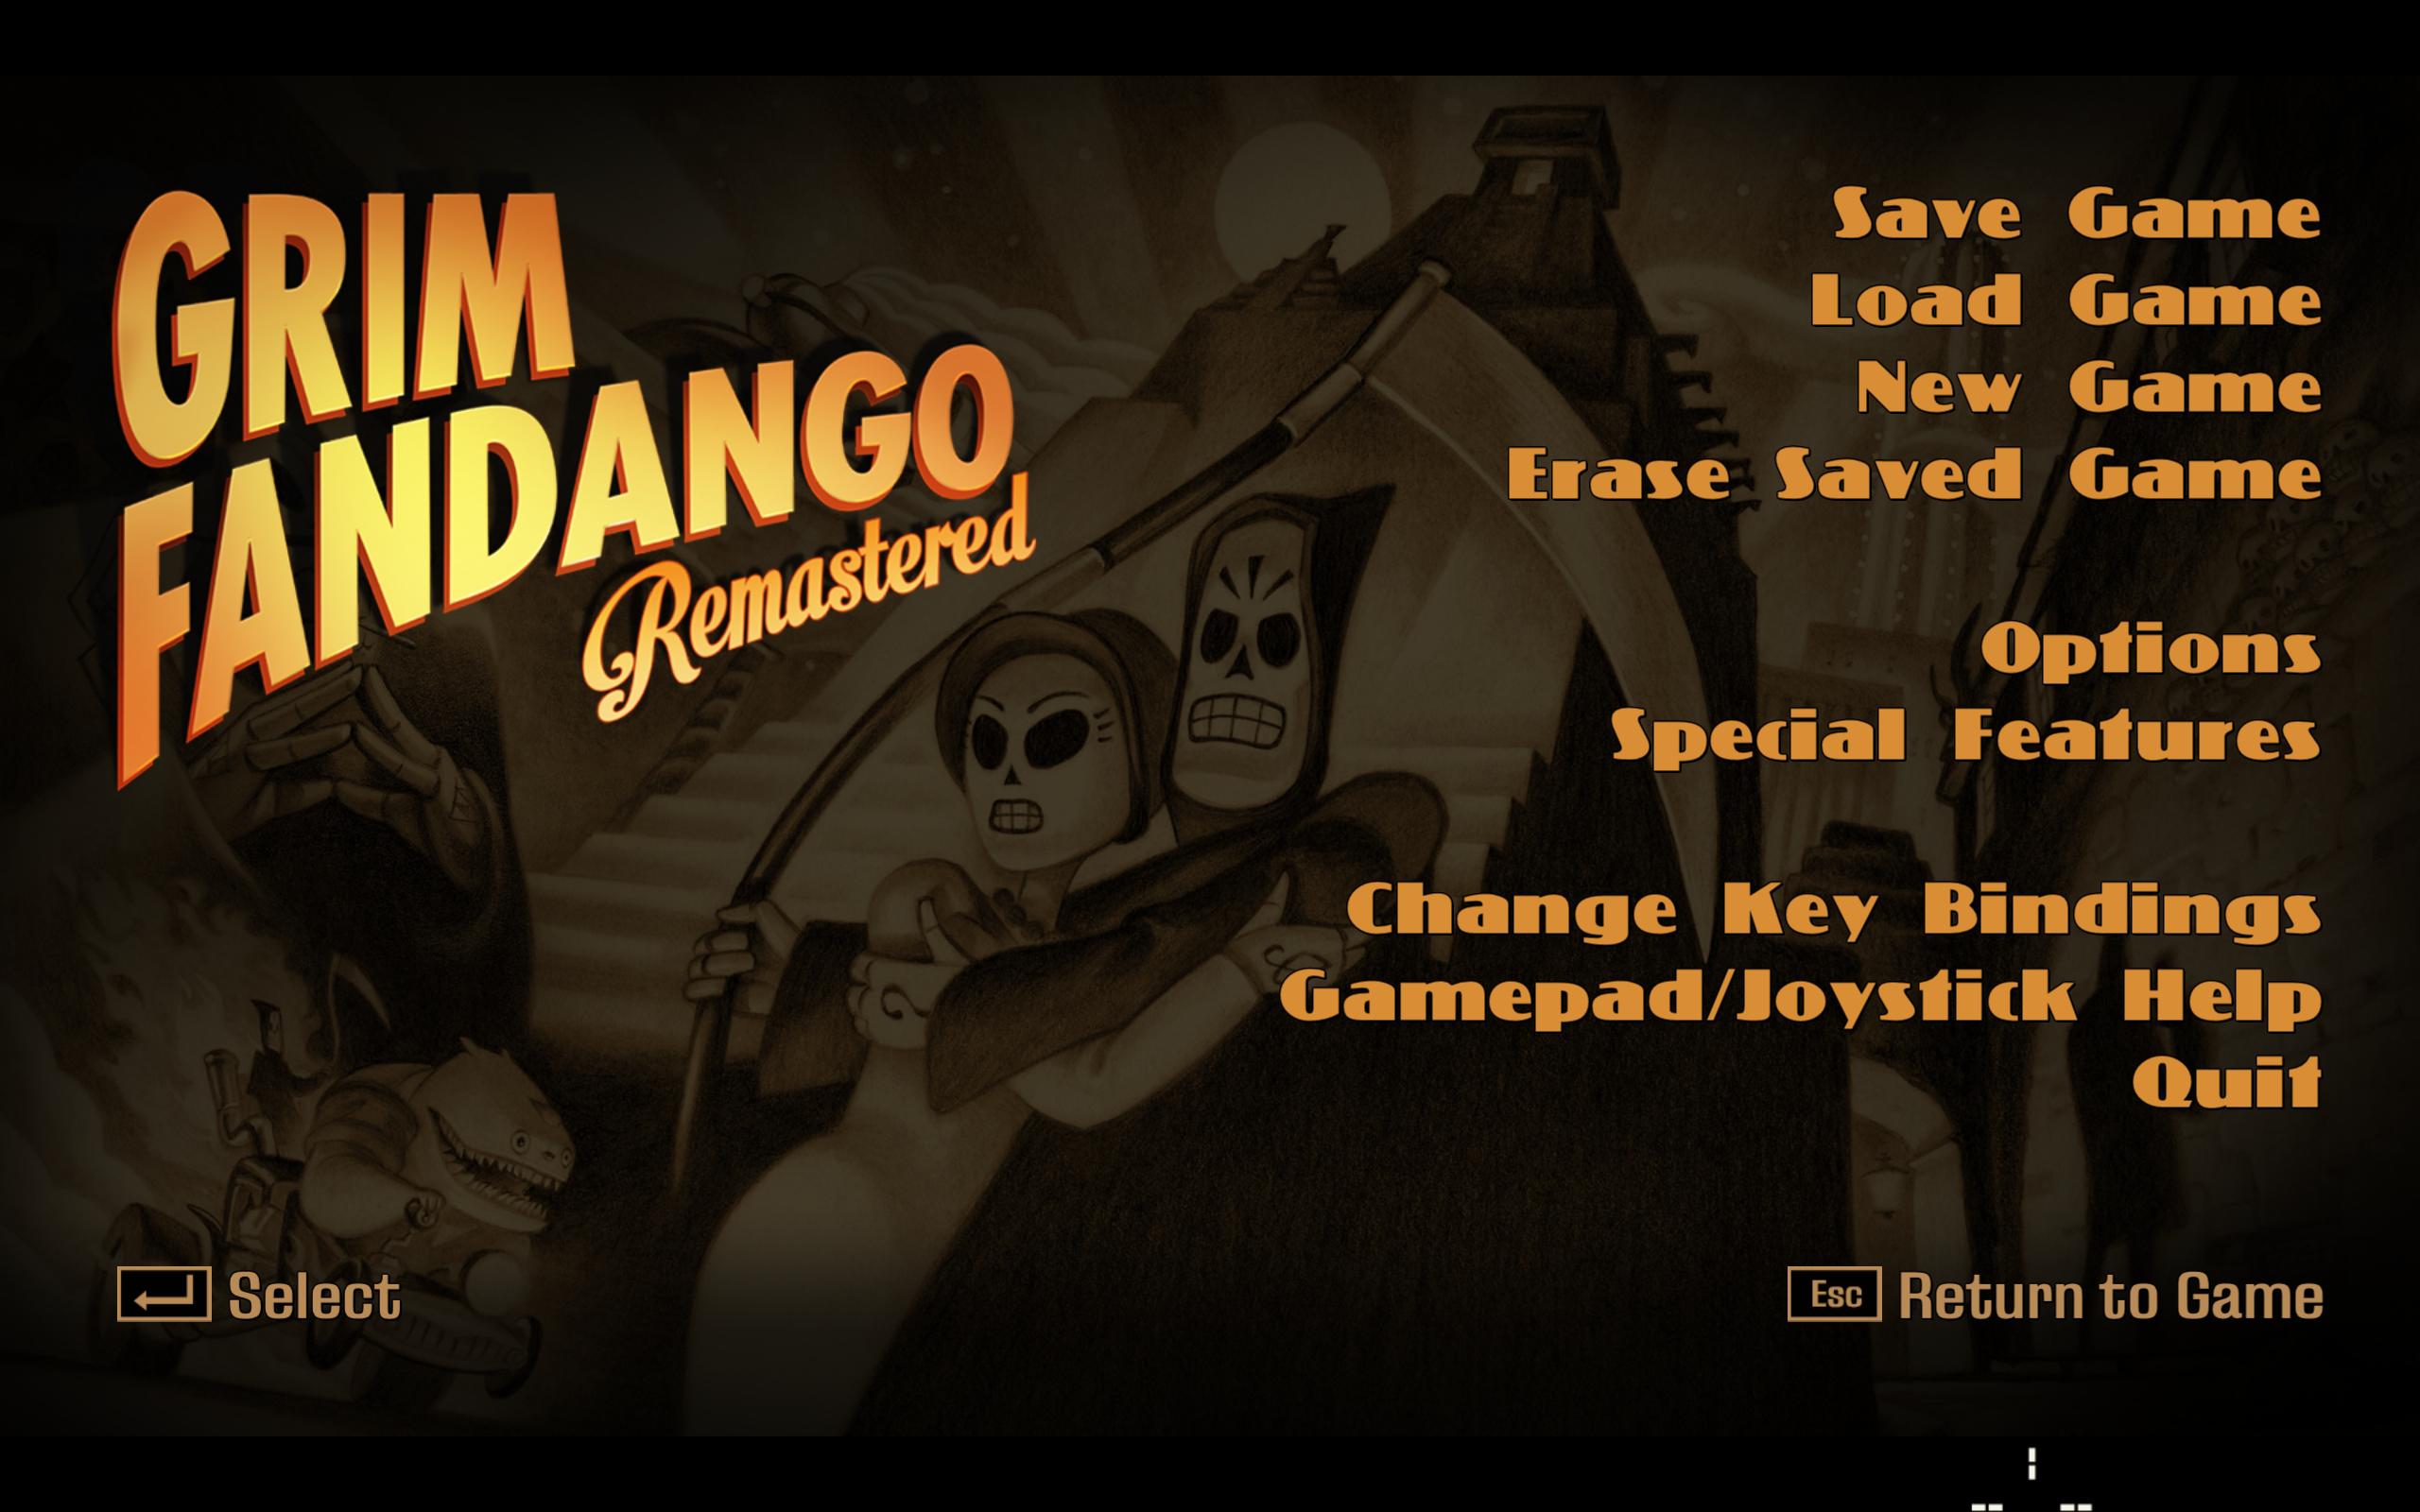 GRIM
FANDANGO
Remastered
Save Game
Load Game
New Game
Erase Saved Game
Options
Special Features
Change Key Bindings
Gamepad/Joystick Help
Quit
Select
Esc Return to Game